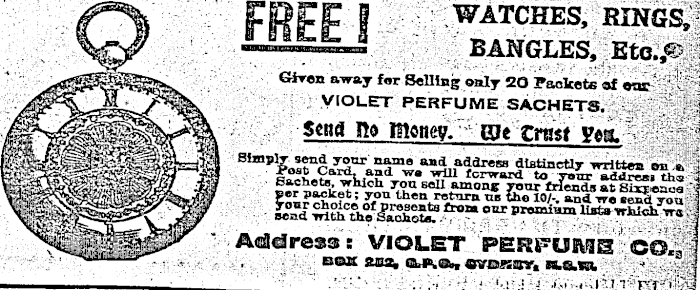 FREE! WATCHES, RINGS,
BANGLES, Etc.,
Given away for Selling only 20 Packets of our
VIOLET PERFUME SACHETS.
Send No Money. We Trust You.
Simply send your name and address distinctly written on a
Post Card, and we will forward to your address the
Sachets, which you sell among your friends at Sixpence
per packet; you then return us the 10/-, and we send you
your choice of presents from our premium lists which we
send with the Sachets.
Address: VIOLET PERFUME CO.,
BOX 282, G.P.O., SYDNEY, N.S.W.